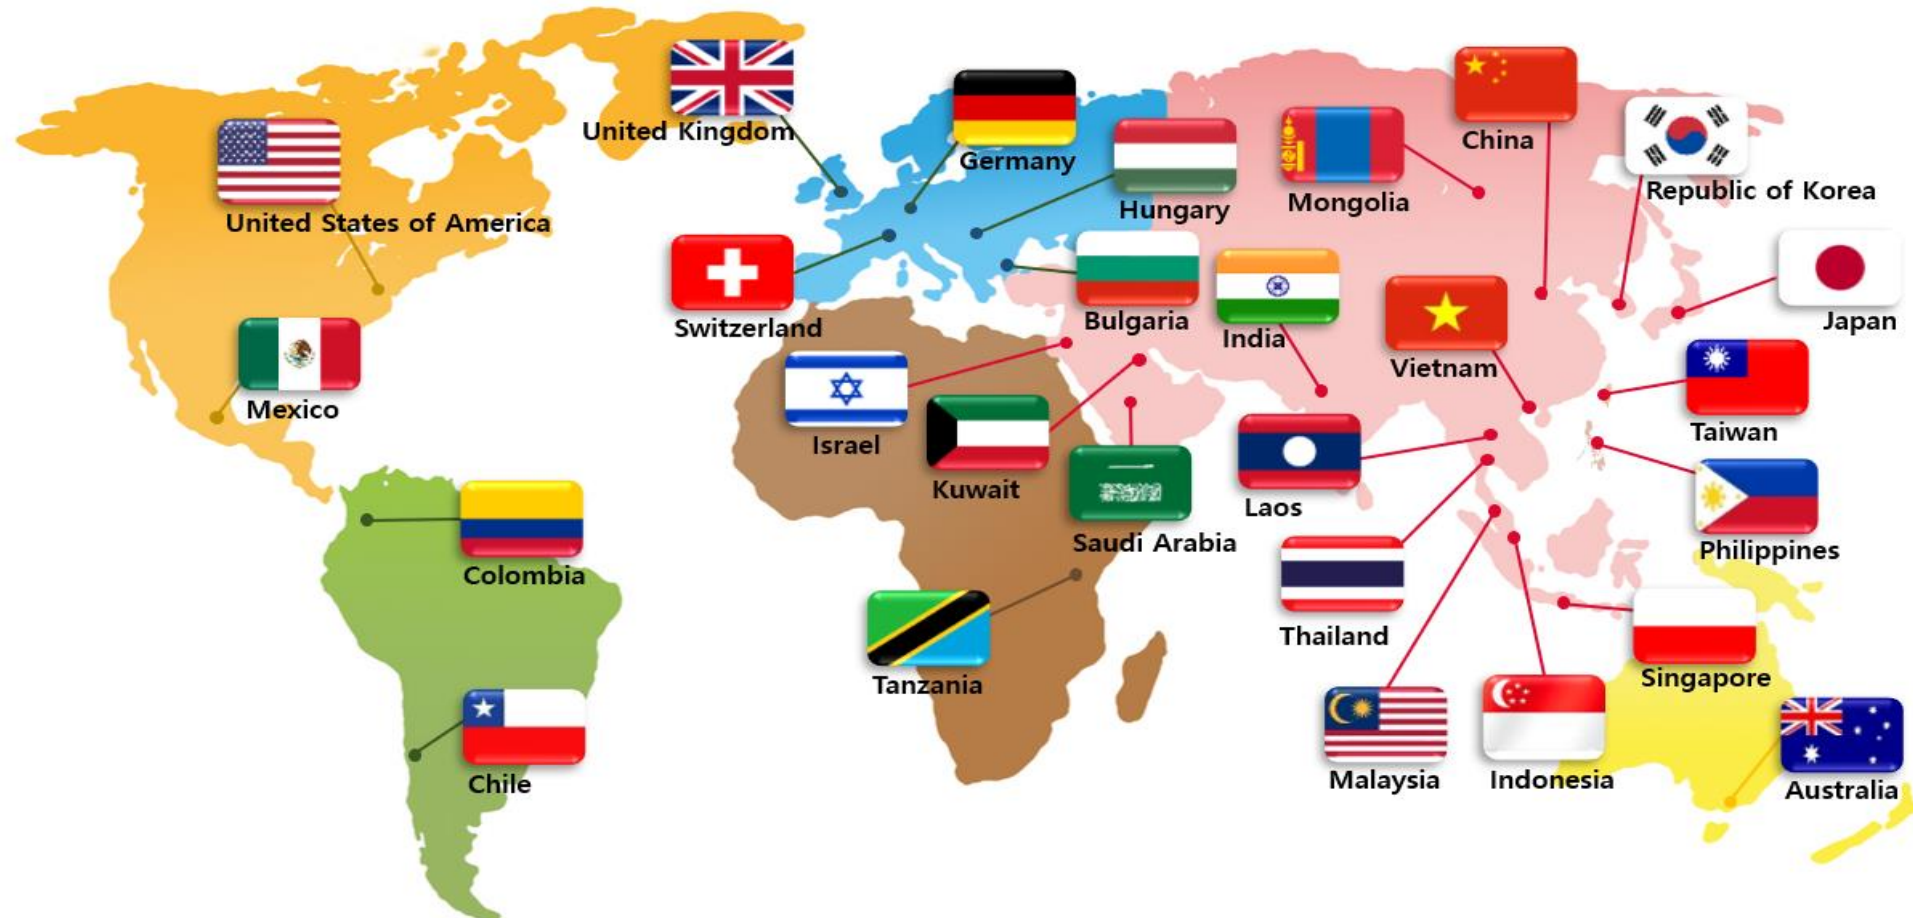 United Kingdom
Germany
China
Republic of Korea
United States of America
Hungary
Mongolia
Switzerland
Bulgaria
India
Vietnam
Japan
Mexico
Israel
Kuwait
Laos
Taiwan
Colombia
Saudi Arabia
Philippines
Thailand
Tanzania
Singapore
Chile
Malaysia
Indonesia
Australia